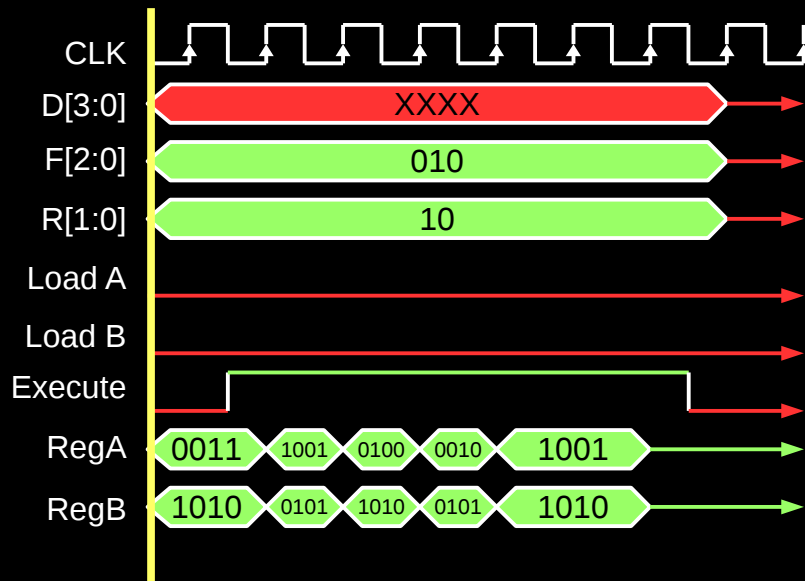 CLK
D[3:0] XXXX
F[2:0] 010
R[1:0] 10
Load A
Load B
Execute
RegA 0011 1001 0100 0010 1001
RegB 1010 0101 1010 0101 1010